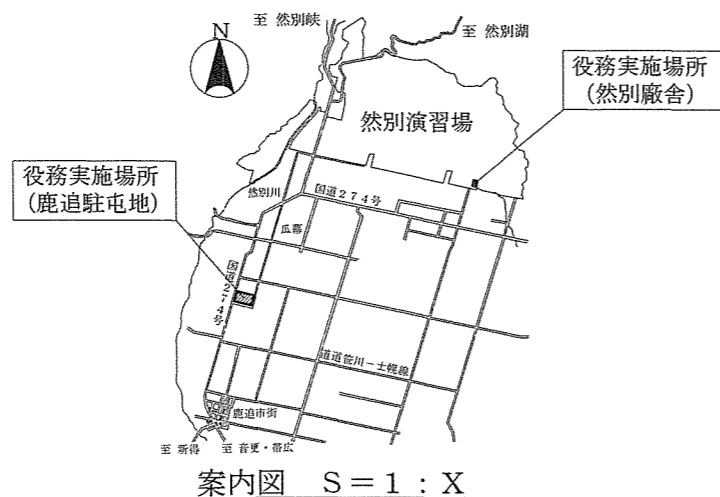 至 然別峡
至 然別湖
N
役務実施場所
(然別廠舎)
然別演習場
役務実施場所
(鹿追駐屯地)
然別川
国道274号
瓜幕
国道274号
道道笹川-士幌線
鹿追市街
至 新得
至 音更・帯広
案内図 S=1:X